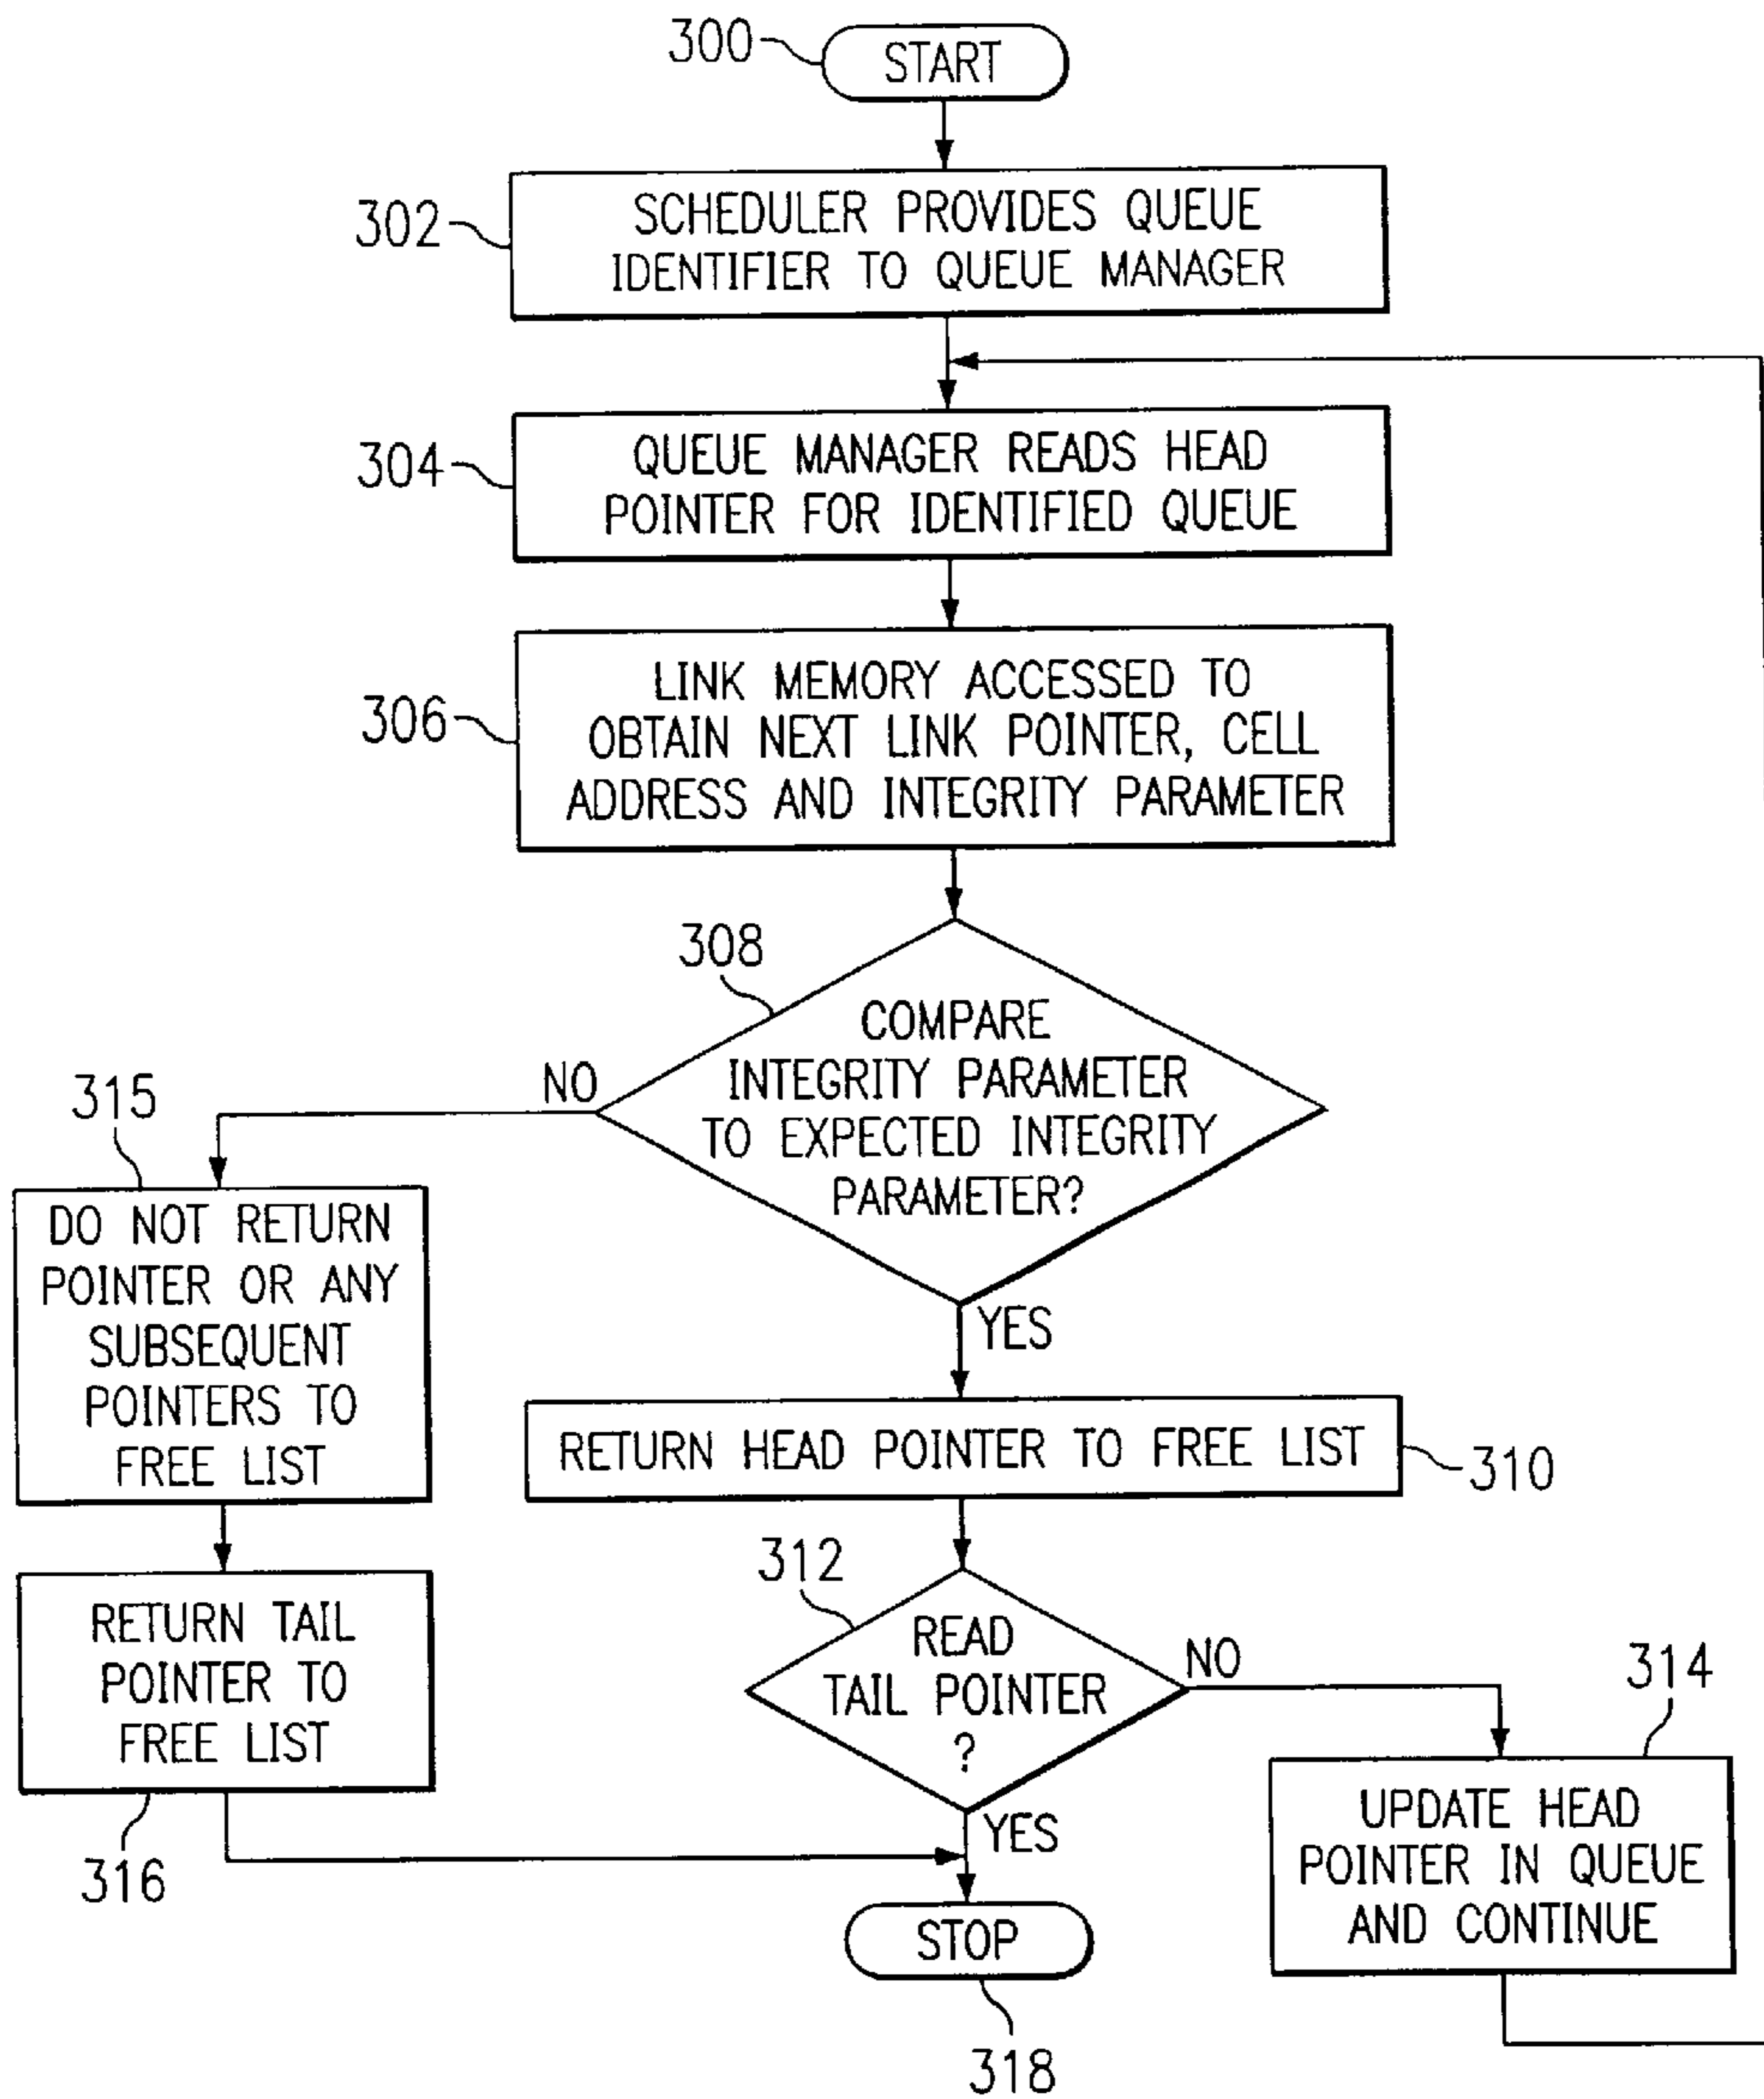 300
START
302
SCHEDULER PROVIDES QUEUE
IDENTIFIER TO QUEUE MANAGER
304
QUEUE MANAGER READS HEAD
POINTER FOR IDENTIFIED QUEUE
306
LINK MEMORY ACCESSED TO
OBTAIN NEXT LINK POINTER, CELL
ADDRESS AND INTEGRITY PARAMETER
308
COMPARE
INTEGRITY PARAMETER
TO EXPECTED INTEGRITY
PARAMETER?
NO
YES
315
DO NOT RETURN
POINTER OR ANY
SUBSEQUENT
POINTERS TO
FREE LIST
RETURN HEAD POINTER TO FREE LIST
310
312
READ
TAIL POINTER
?
NO
YES
314
UPDATE HEAD
POINTER IN QUEUE
AND CONTINUE
RETURN TAIL
POINTER TO
FREE LIST
316
STOP
318